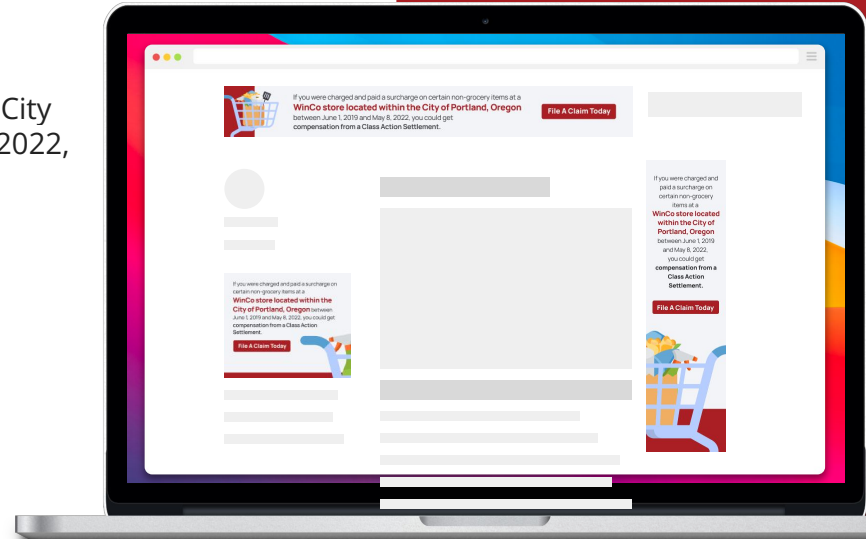 City
2022,
If you were charged and paid a surcharge on certain non-grocery items at a
WinCo store located within the City of Portland, Oregon
between June 1, 2019 and May 8, 2022, you could get
compensation from a Class Action Settlement.
File A Claim Today
If you were charged and paid a surcharge on
certain non-grocery items at a
WinCo store located within the
City of Portland, Oregon between
June 1, 2019 and May 8, 2022, you could get
compensation from a Class Action
Settlement.
File A Claim Today
If you were charged and
paid a surcharge on
certain non-grocery
items at a
WinCo store located
within the City of
Portland, Oregon
between June 1, 2019
and May 8, 2022,
you could get
compensation from a
Class Action
Settlement.
File A Claim Today